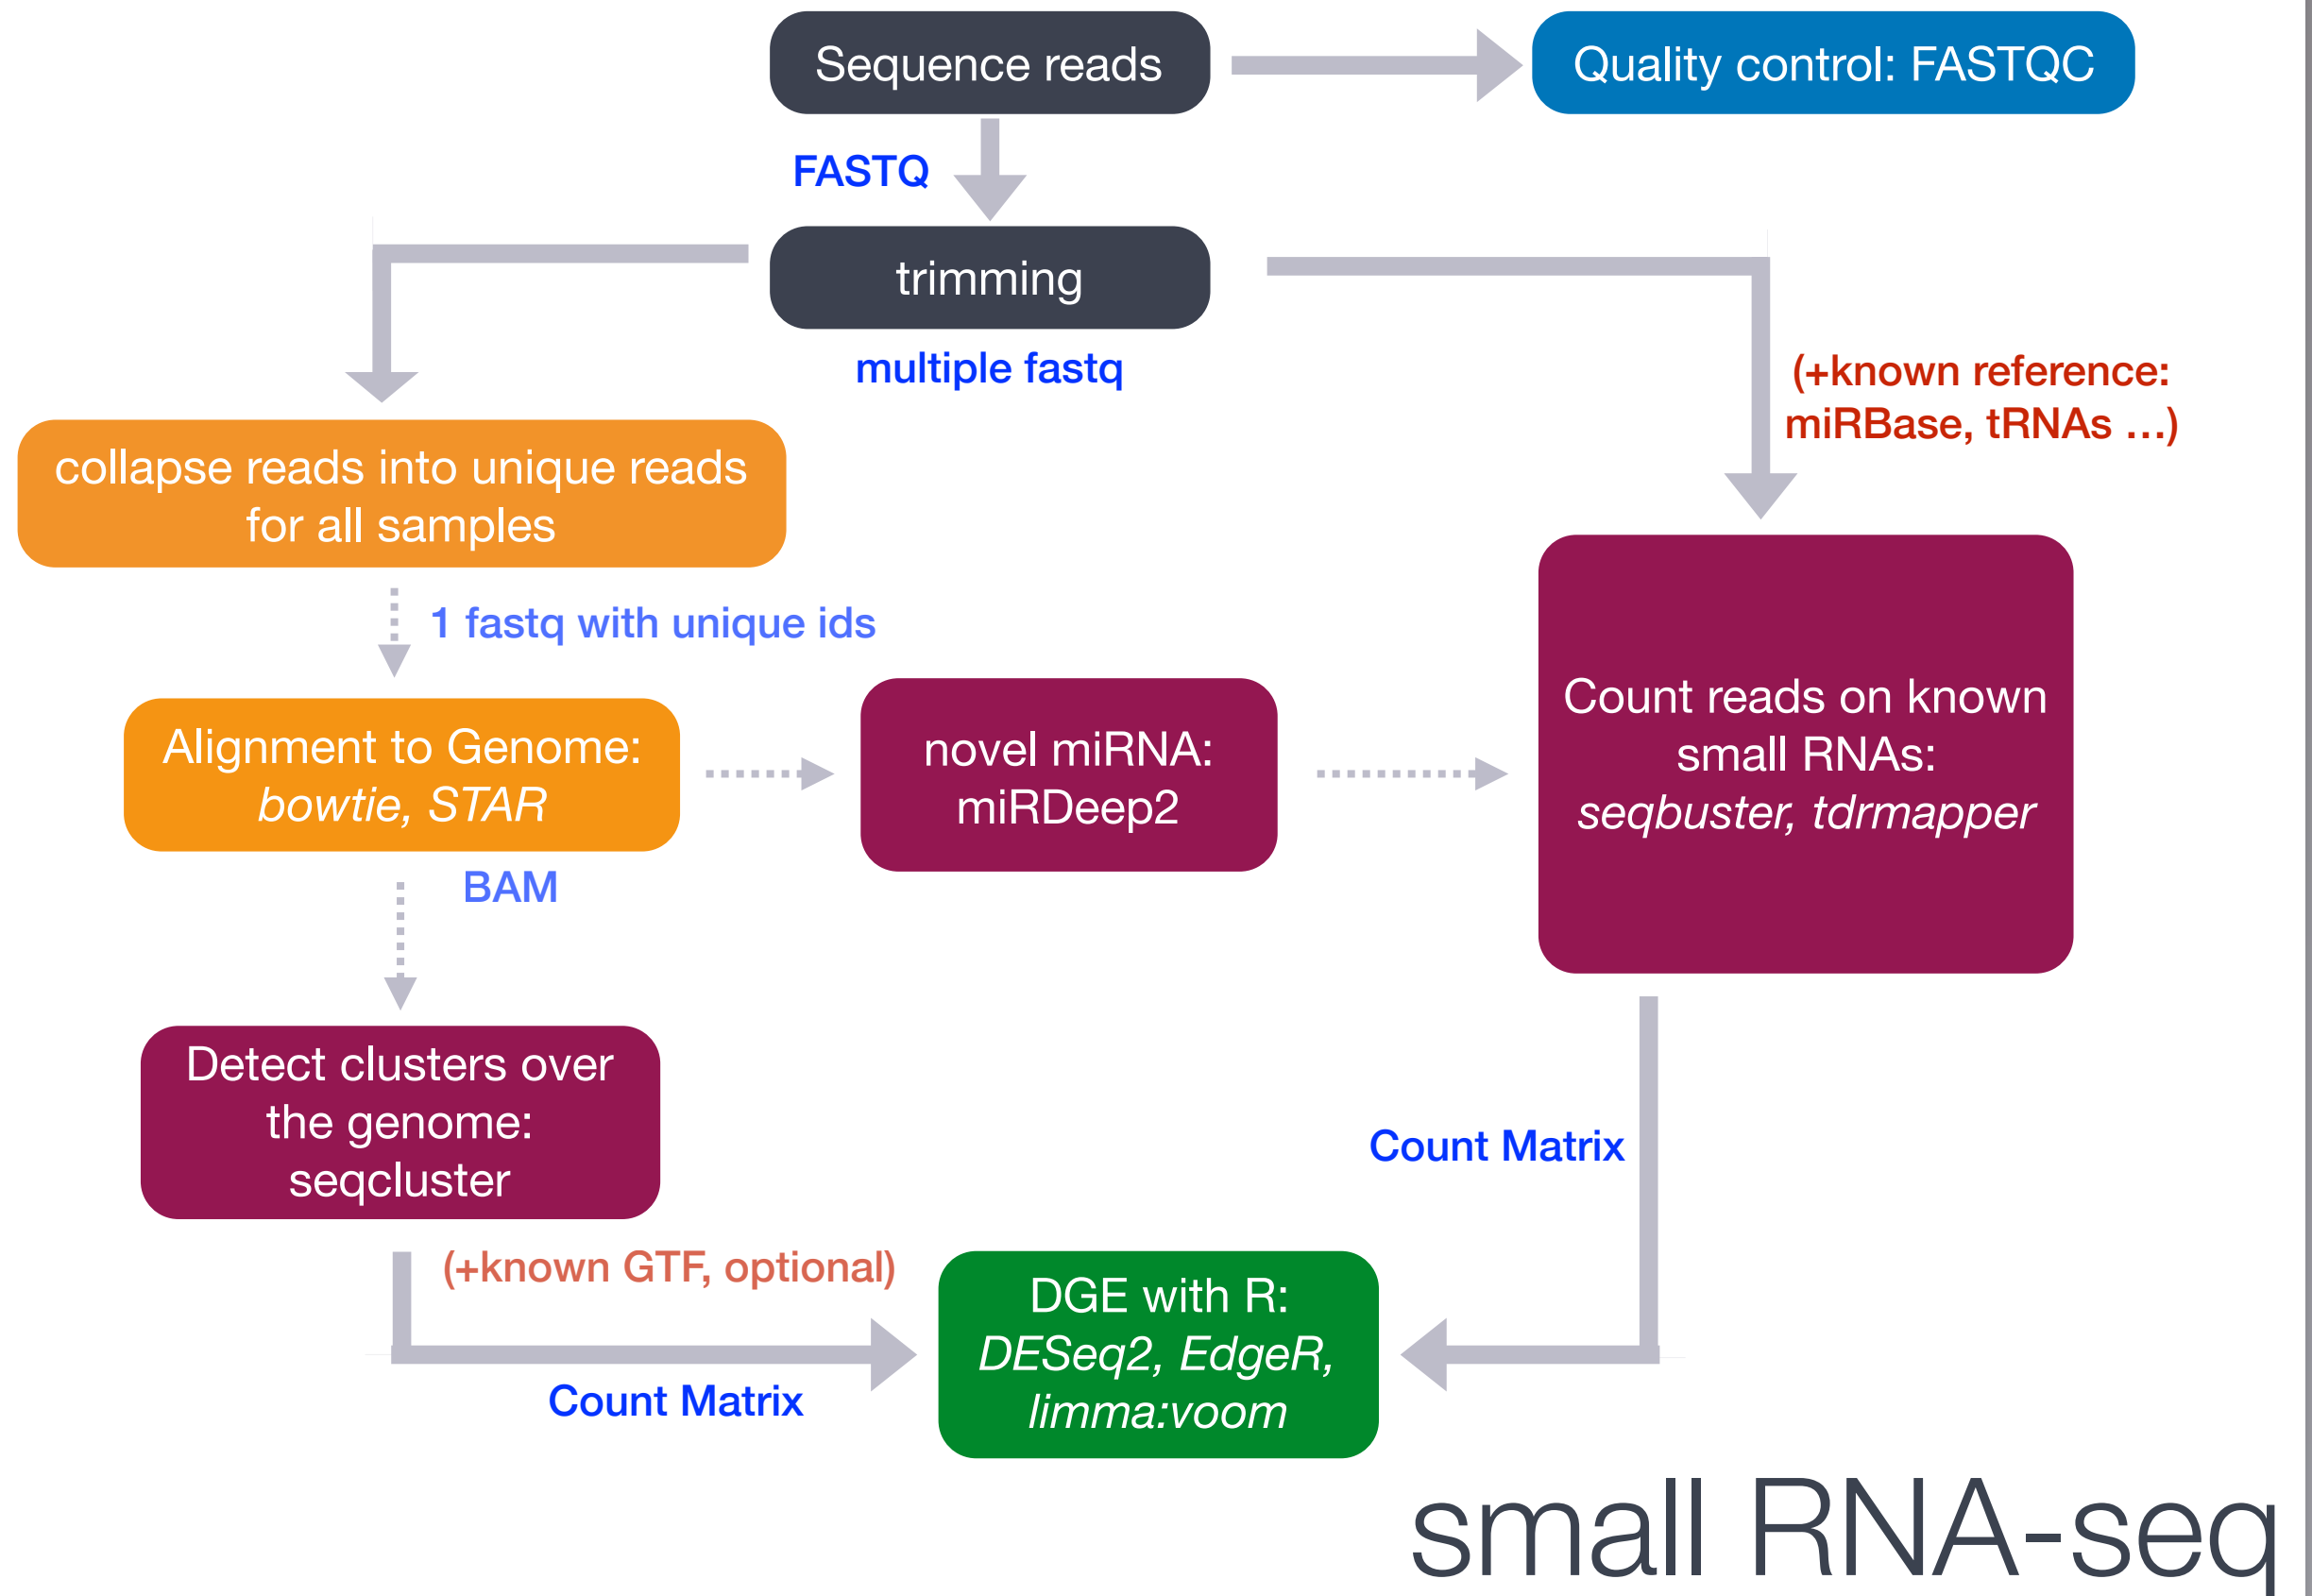 Sequence reads
Quality control: FASTQC
FASTQ
trimming
multiple fastq
(+known reference:
miRBase, tRNAs ...)
collapse reads into unique reads
for all samples
1 fastq with unique ids
Alignment to Genome:
bowtie, STAR
novel miRNA:
miRDeep2
Count reads on known
small RNAs:
seqbuster, tdrmapper
BAM
Detect clusters over
the genome:
seqcluster
Count Matrix
(+known GTF, optional)
DGE with R:
DESeq2, EdgeR,
limma:voom
Count Matrix
small RNA-seq